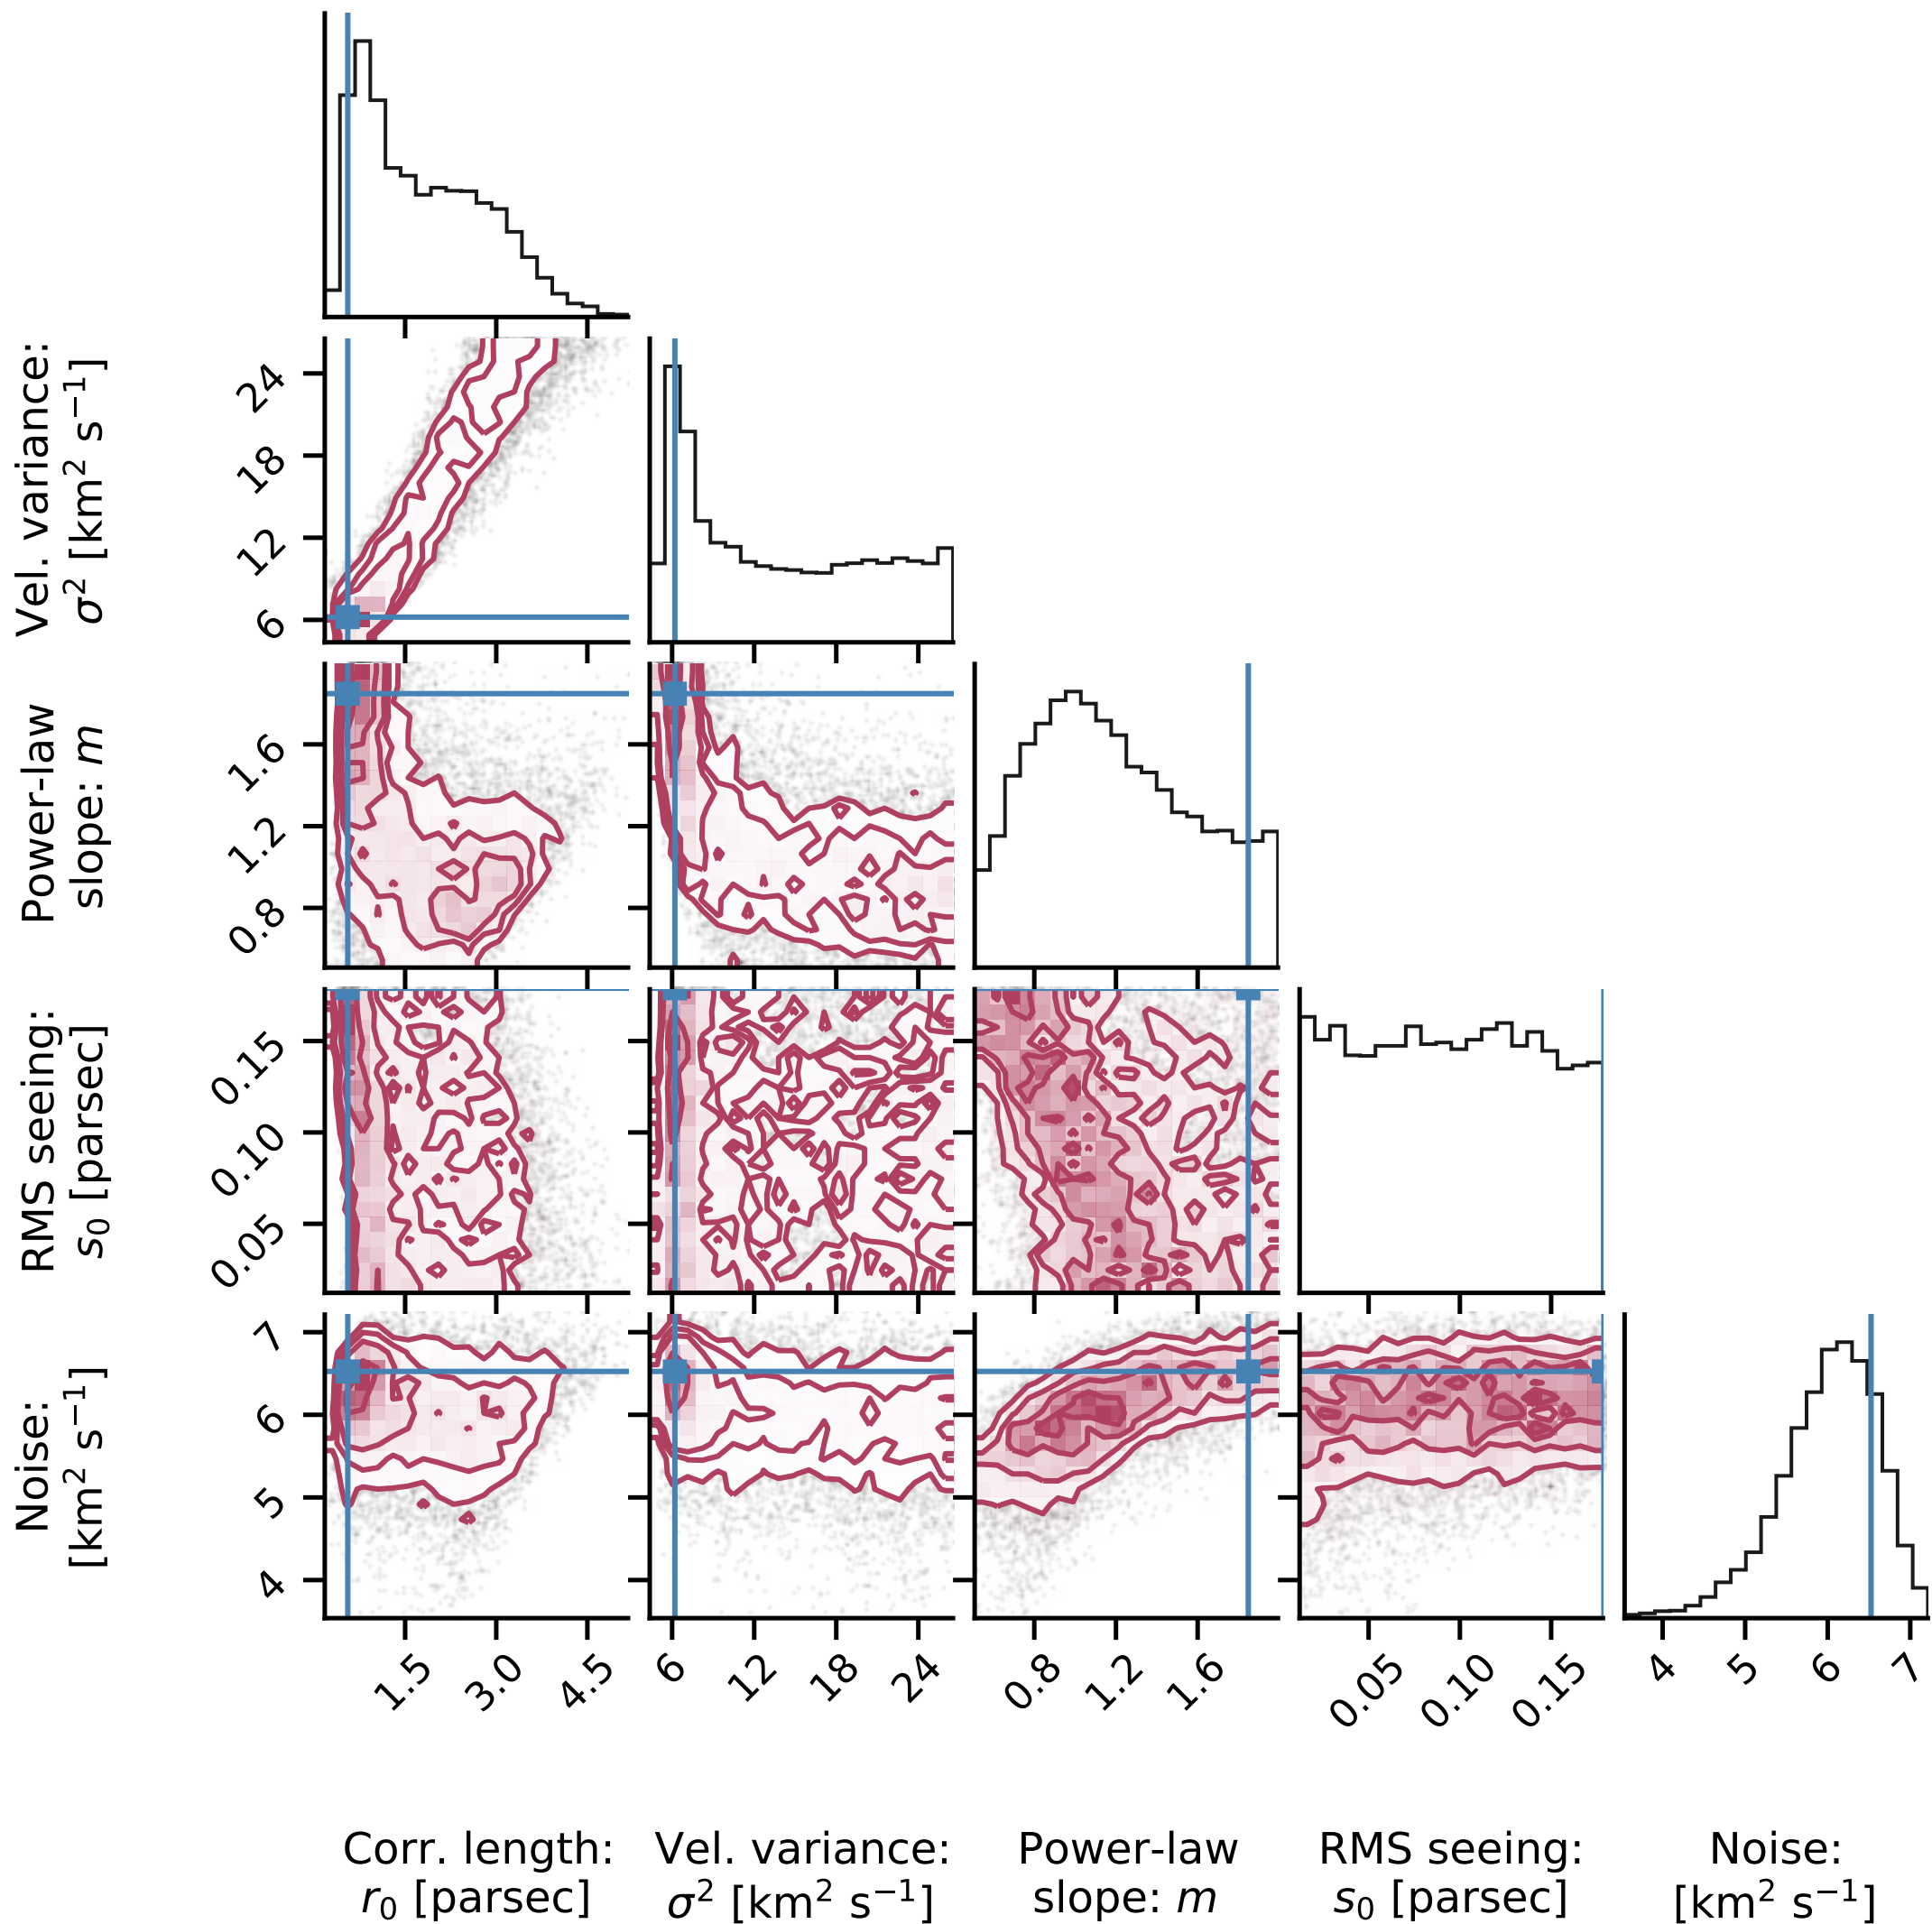 Vel. variance:
σ² [km² s⁻¹]
24
18
12
6
Power-law
slope: m
1.6
1.2
0.8
RMS seeing:
s₀ [parsec]
0.15
0.10
0.05
Noise:
[km² s⁻¹]
7
6
5
4
1.5 3.0 4.5 6 12 18 24 0.8 1.2 1.6 0.05 0.10 0.15 4 5 6 7
Corr. length: Vel. variance: Power-law RMS seeing: Noise:
r₀ [parsec] σ² [km² s⁻¹] slope: m s₀ [parsec] [km² s⁻¹]